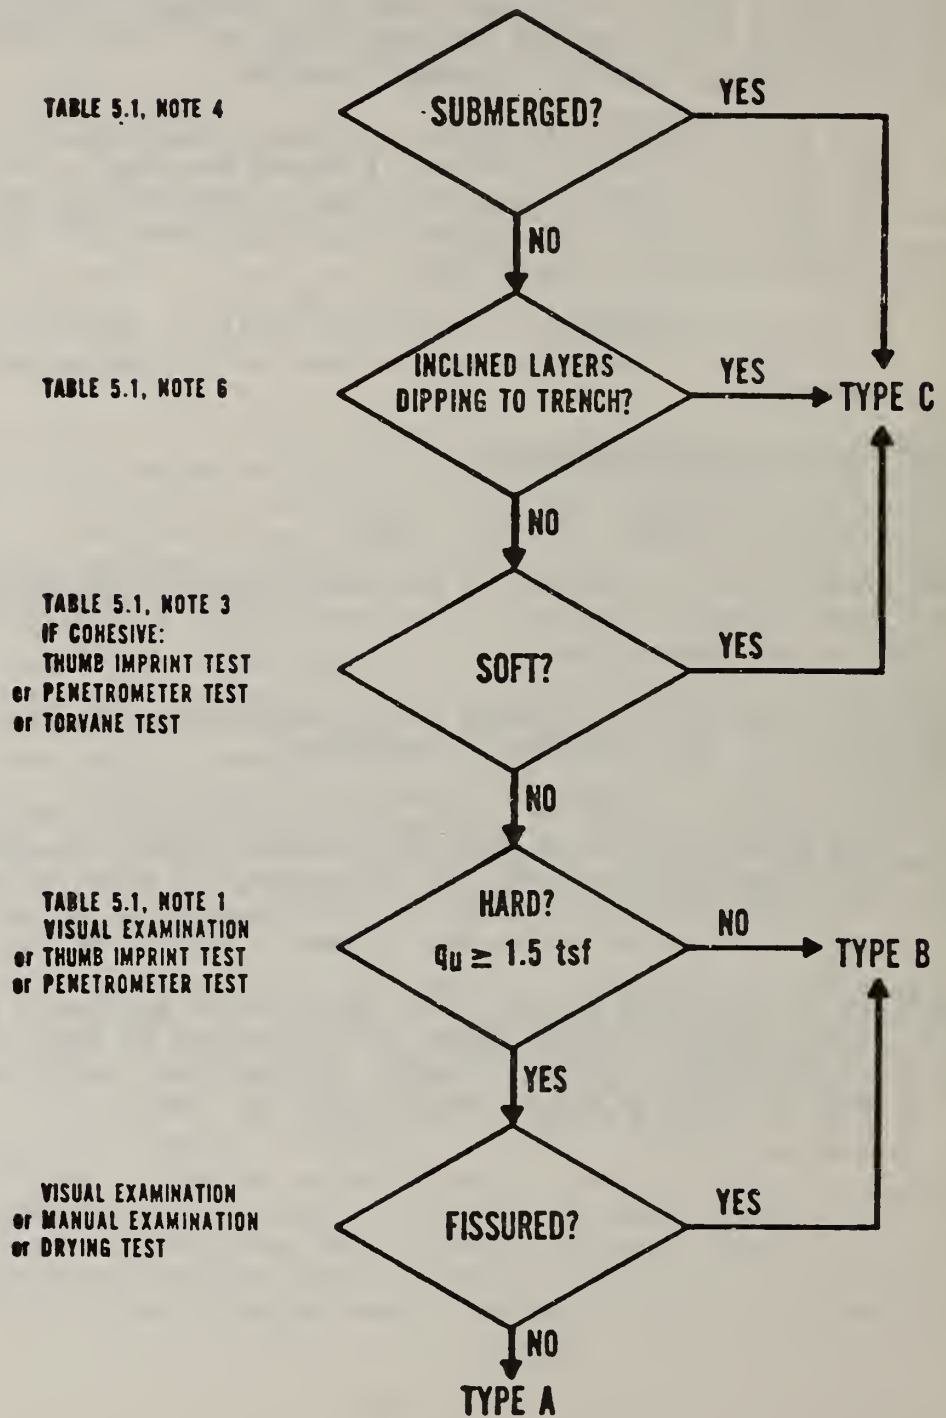 TABLE 5.1, NOTE 4
SUBMERGED?
YES
NO
TABLE 5.1, NOTE 6
INCLINED LAYERS
DIPPING TO TRENCH?
YES
TYPE C
NO
TABLE 5.1, NOTE 3
IF COHESIVE:
THUMB IMPRINT TEST
or PENETROMETER TEST
or TORVANE TEST
SOFT?
YES
NO
TABLE 5.1, NOTE 1
VISUAL EXAMINATION
or THUMB IMPRINT TEST
or PENETROMETER TEST
HARD?
qu ≥ 1.5 tsf
NO
TYPE B
YES
VISUAL EXAMINATION
or MANUAL EXAMINATION
or DRYING TEST
FISSURED?
YES
NO
TYPE A